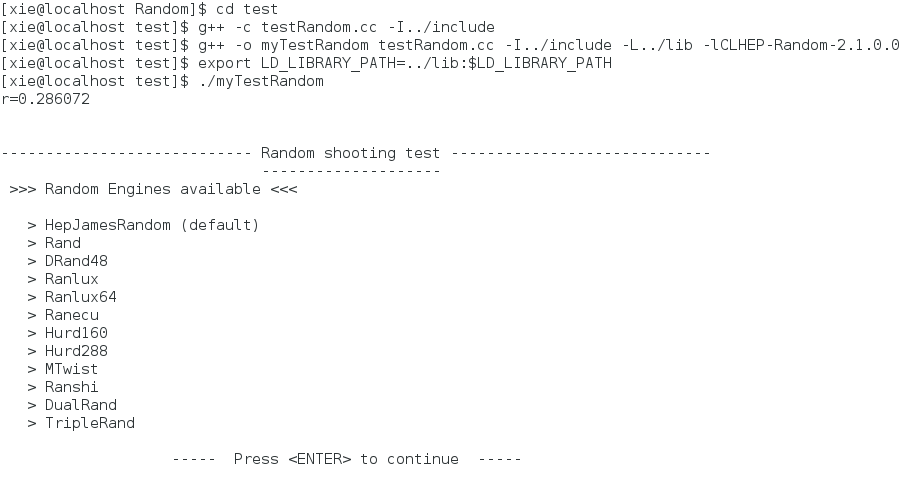 [xie@localhost Random]$ cd test
[xie@localhost test]$ g++ -c testRandom.cc -I../include
[xie@localhost test]$ g++ -o myTestRandom testRandom.cc -I../include -L../lib -lCLHEP-Random-2.1.0.0
[xie@localhost test]$ export LD_LIBRARY_PATH=../lib:$LD_LIBRARY_PATH
[xie@localhost test]$ ./myTestRandom
r=0.286072
---------------------------- Random shooting test -----------------------------
                             --------------------
 >>> Random Engines available <<<
   > HepJamesRandom (default)
   > Rand
   > DRand48
   > Ranlux
   > Ranlux64
   > Ranecu
   > Hurd160
   > Hurd288
   > MTwist
   > Ranshi
   > DualRand
   > TripleRand
                   -----  Press <ENTER> to continue  -----